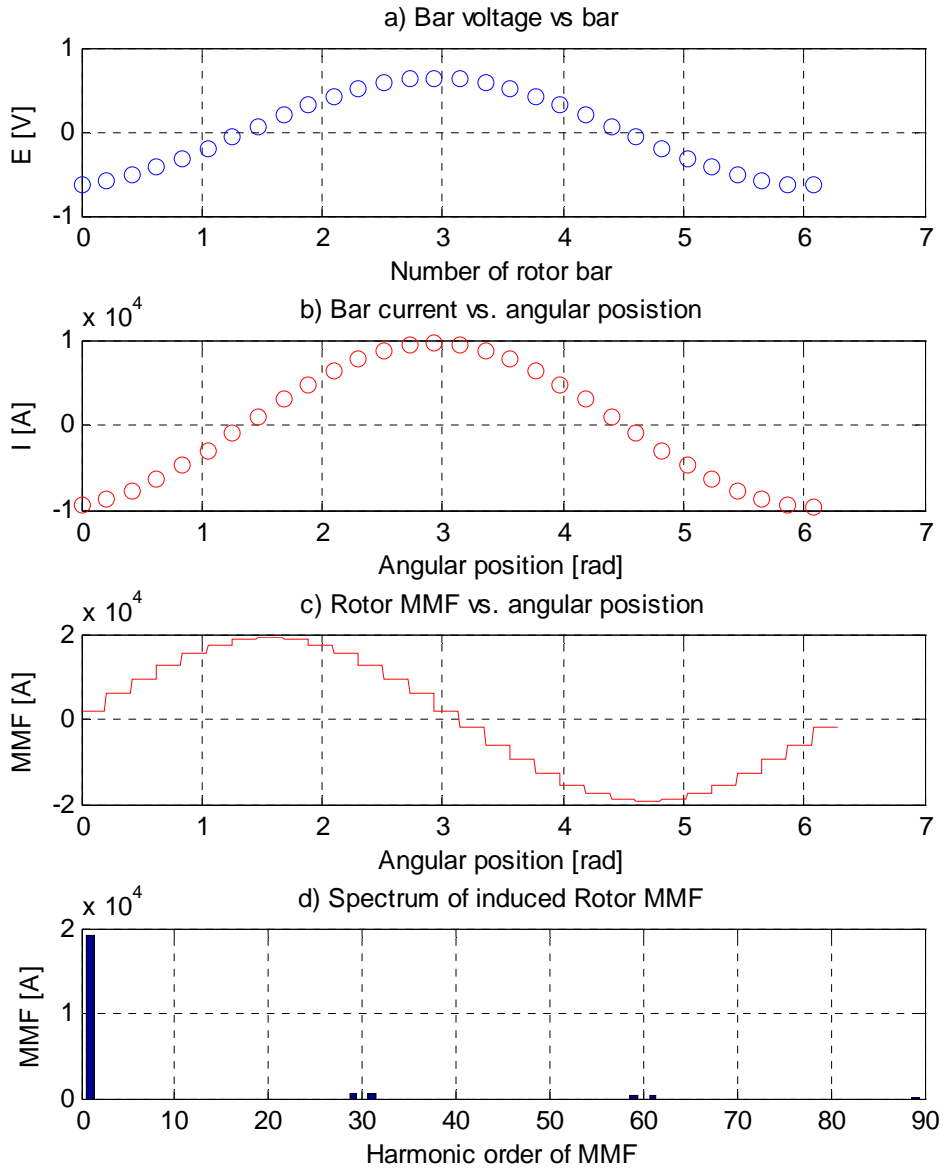 a) Bar voltage vs bar
E [V]
1
0
-1
0 1 2 3 4 5 6 7
Number of rotor bar
b) Bar current vs. angular posistion
x 10^4
I [A]
1
0
-1
0 1 2 3 4 5 6 7
Angular position [rad]
c) Rotor MMF vs. angular posistion
x 10^4
MMF [A]
2
0
-2
0 1 2 3 4 5 6 7
Angular position [rad]
d) Spectrum of induced Rotor MMF
x 10^4
MMF [A]
2
1
0
0 10 20 30 40 50 60 70 80 90
Harmonic order of MMF